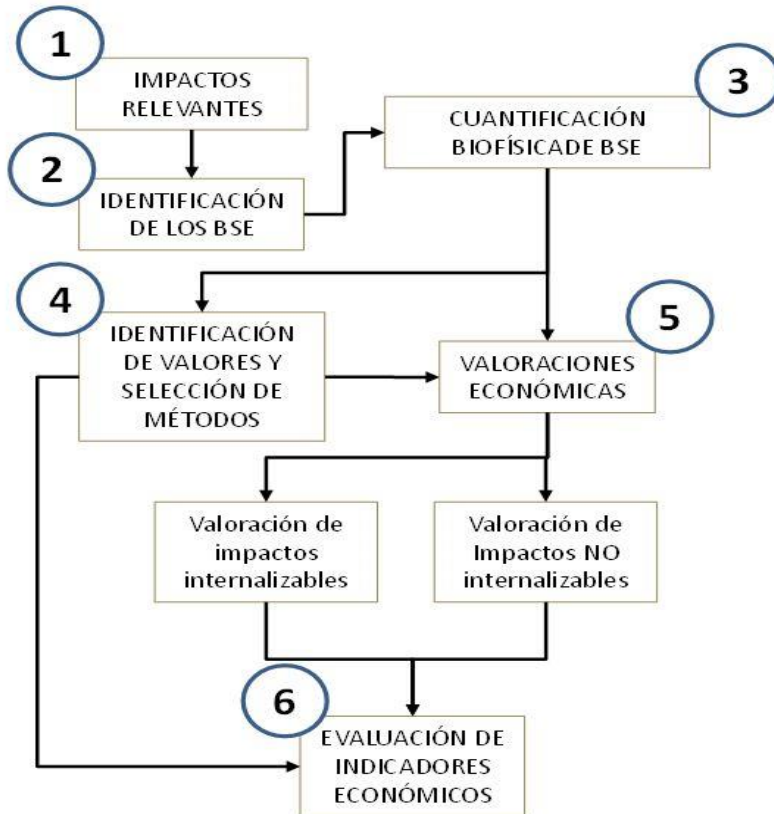 1
IMPACTOS
RELEVANTES
2
IDENTIFICACIÓN
DE LOS BSE
3
CUANTIFICACIÓN
BIOFÍSICADE BSE
4
IDENTIFICACIÓN
DE VALORES Y
SELECCIÓN DE
MÉTODOS
5
VALORACIONES
ECONÓMICAS
Valoración de
impactos
internalizables
Valoración de
Impactos NO
internalizables
6
EVALUACIÓN DE
INDICADORES
ECONÓMICOS